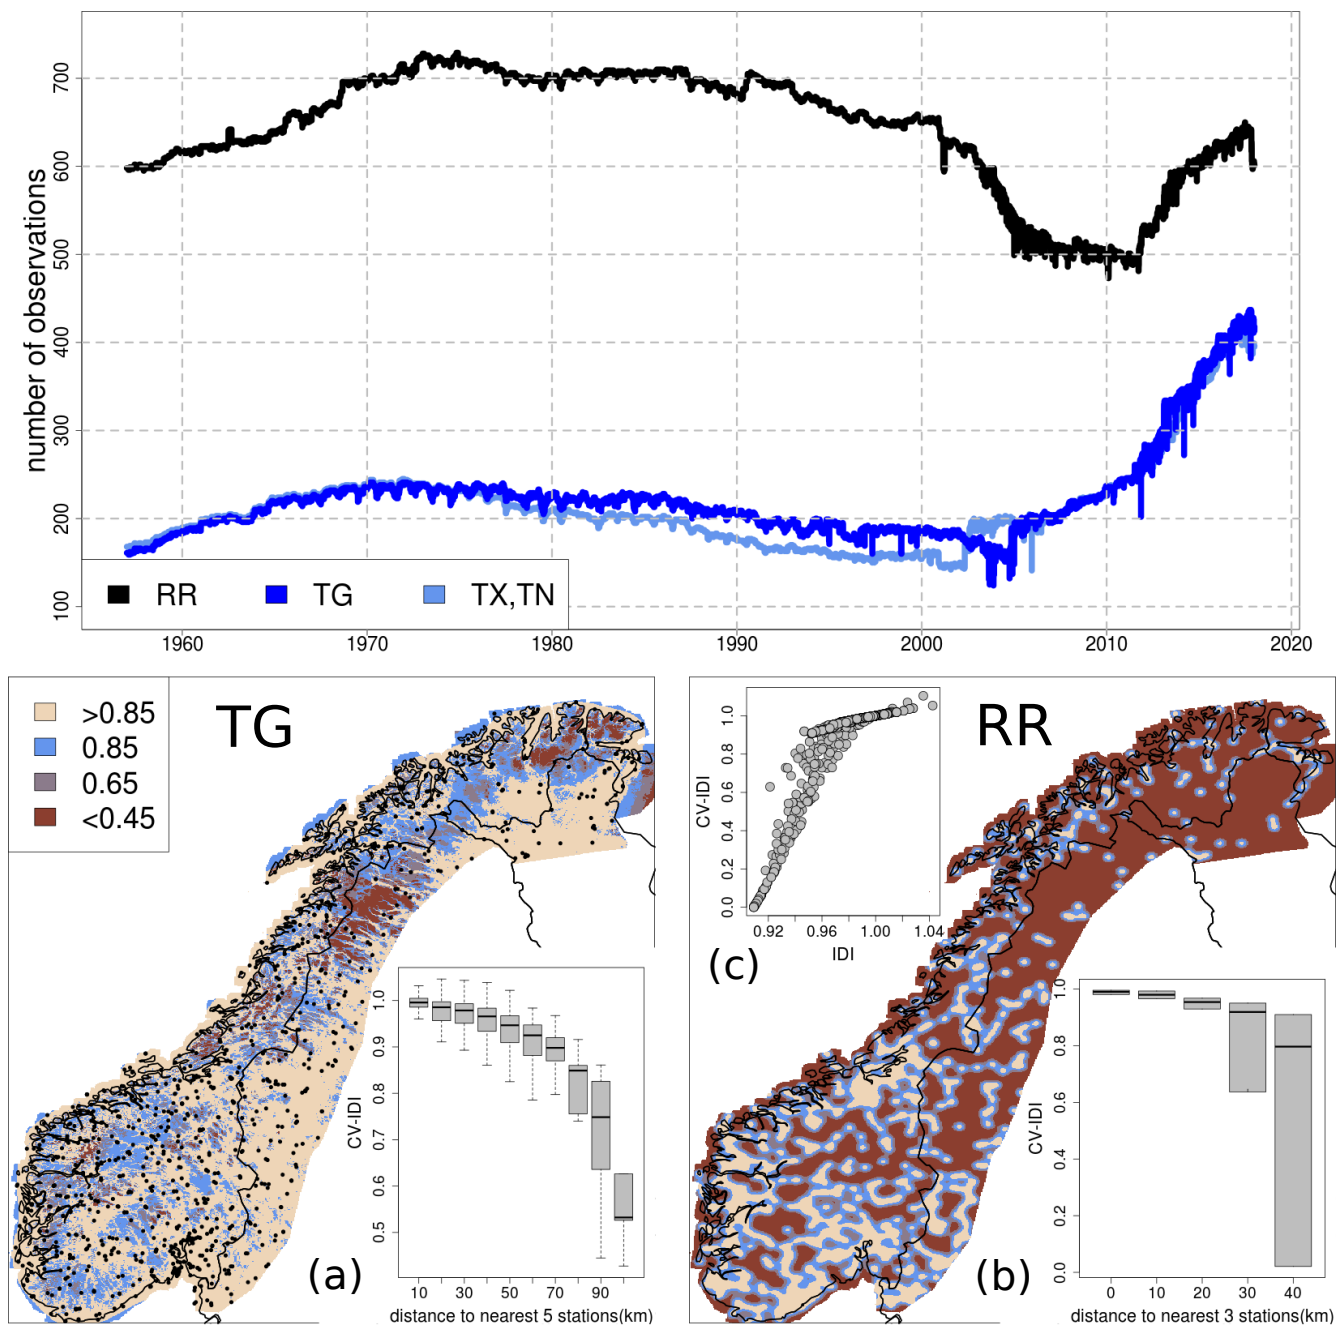 number of observations
700
600
500
400
300
200
100
RR TG TX,TN
1960 1970 1980 1990 2000 2010 2020
>0.85
0.85
0.65
<0.45
TG
CV-IDI
1.0
0.9
0.8
0.7
0.6
0.5
10 30 50 70 90
distance to nearest 5 stations(km)
(a)
RR
CV-IDI
1.0
0.8
0.6
0.4
0.2
0.0
0.92 0.96 1.00 1.04
IDI
(c)
CV-IDI
1.0
0.8
0.6
0.4
0.2
0.0
0 10 20 30 40
distance to nearest 3 stations(km)
(b)